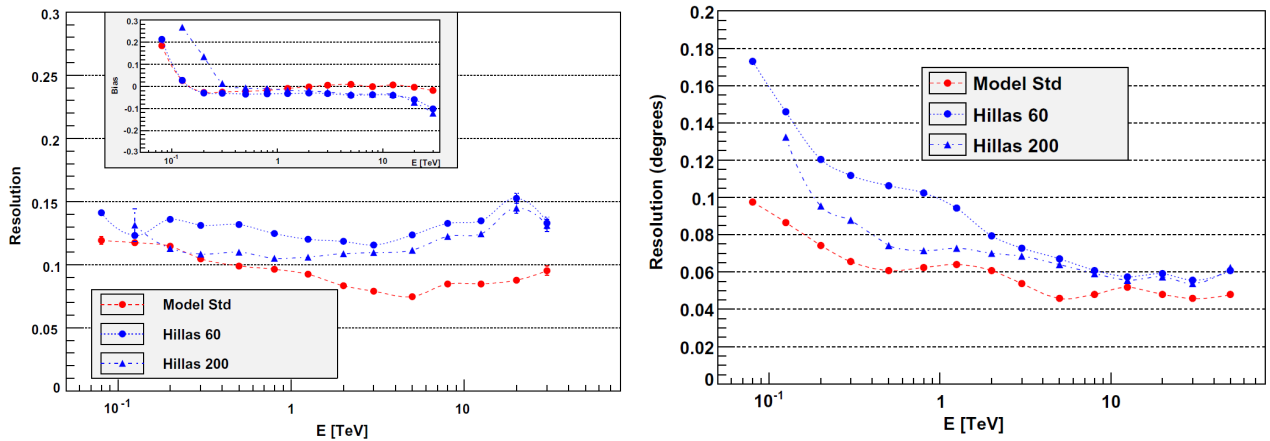 Resolution
0.3
0.25
0.2
0.15
0.1
0.05
0
Bias
0.3
0.2
0.1
0
-0.1
-0.2
-0.3
10-1
1
10
E [TeV]
Model Std
Hillas 60
Hillas 200
10-1
1
10
E [TeV]
Resolution (degrees)
0.2
0.18
0.16
0.14
0.12
0.1
0.08
0.06
0.04
0.02
0
Model Std
Hillas 60
Hillas 200
10-1
1
10
E [TeV]